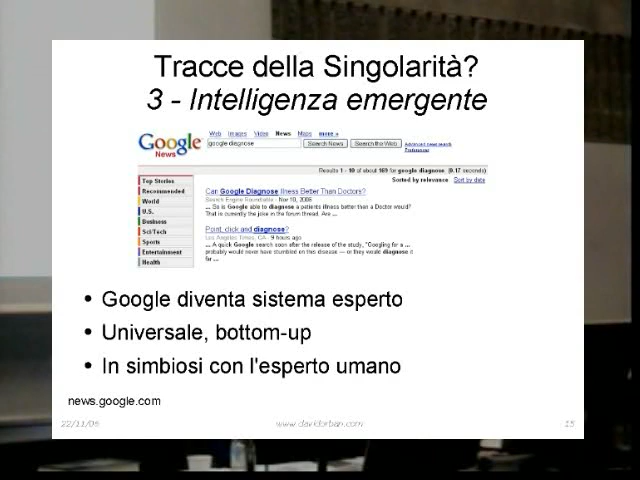 Tracce della Singolarità?
3 - Intelligenza emergente
Google
News
Web Images Video News Maps more »
google diagnose
Search News
Search the Web
Advanced news search
Preferences
Results 1 - 10 of about 169 for google diagnose. (0.17 seconds)
Sorted by relevance Sort by date
Top Stories
Recommended
World
U.S.
Business
Sci/Tech
Sports
Entertainment
Health
Can Google Diagnose Illness Better Than Doctors?
Search Engine Roundtable - Nov 10, 2006
... So is Google able to diagnose a patients illness better than a Doctor would?
That is currently the joke in the forum thread. Are ...
Point, click and diagnose?
Los Angeles Times, CA - 9 hours ago
... A quick Google search soon after the release of the study, "Googling for a ...
probably would never have stumbled on this disease — or they would diagnose it
for ...
• Google diventa sistema esperto
• Universale, bottom-up
• In simbiosi con l'esperto umano
news.google.com
22/11/06
www.davidorban.com
15